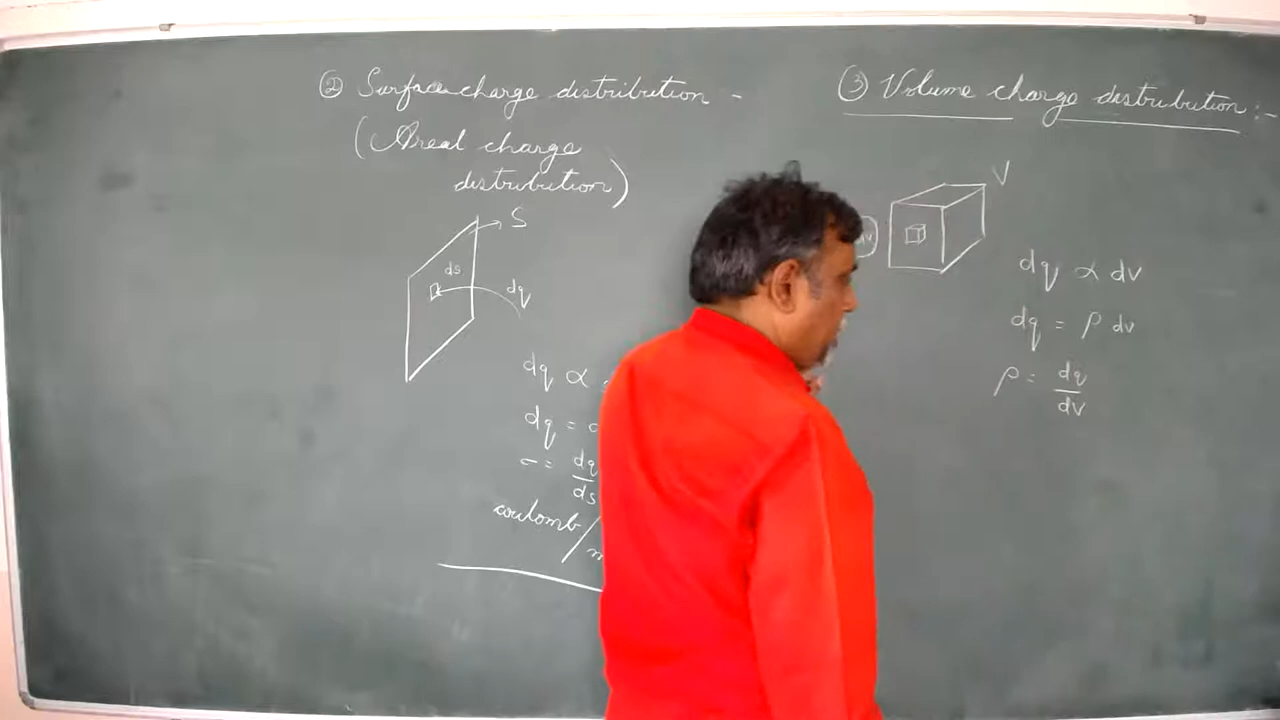 ② Surface charge distribution -
(Areal charge
distribution)
S
ds
dq
dq ∝
dq =
σ = dq/ds
coulomb/
③ Volume charge distribution :-
V
dq ∝ dv
dq = ρ dv
ρ = dq/dv